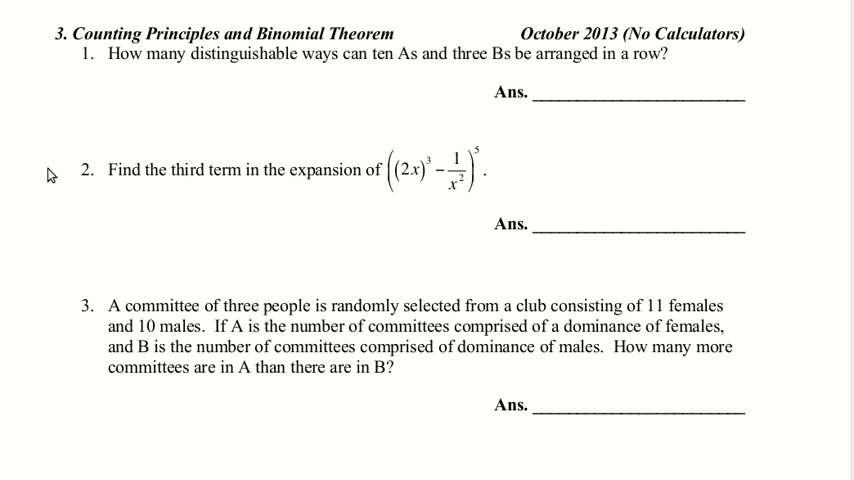 3. Counting Principles and Binomial Theorem October 2013 (No Calculators)
1. How many distinguishable ways can ten As and three Bs be arranged in a row?
Ans. ________________________
2. Find the third term in the expansion of ((2x)³ − 1/x²)⁵.
Ans. ________________________
3. A committee of three people is randomly selected from a club consisting of 11 females
and 10 males. If A is the number of committees comprised of a dominance of females,
and B is the number of committees comprised of dominance of males. How many more
committees are in A than there are in B?
Ans. ________________________